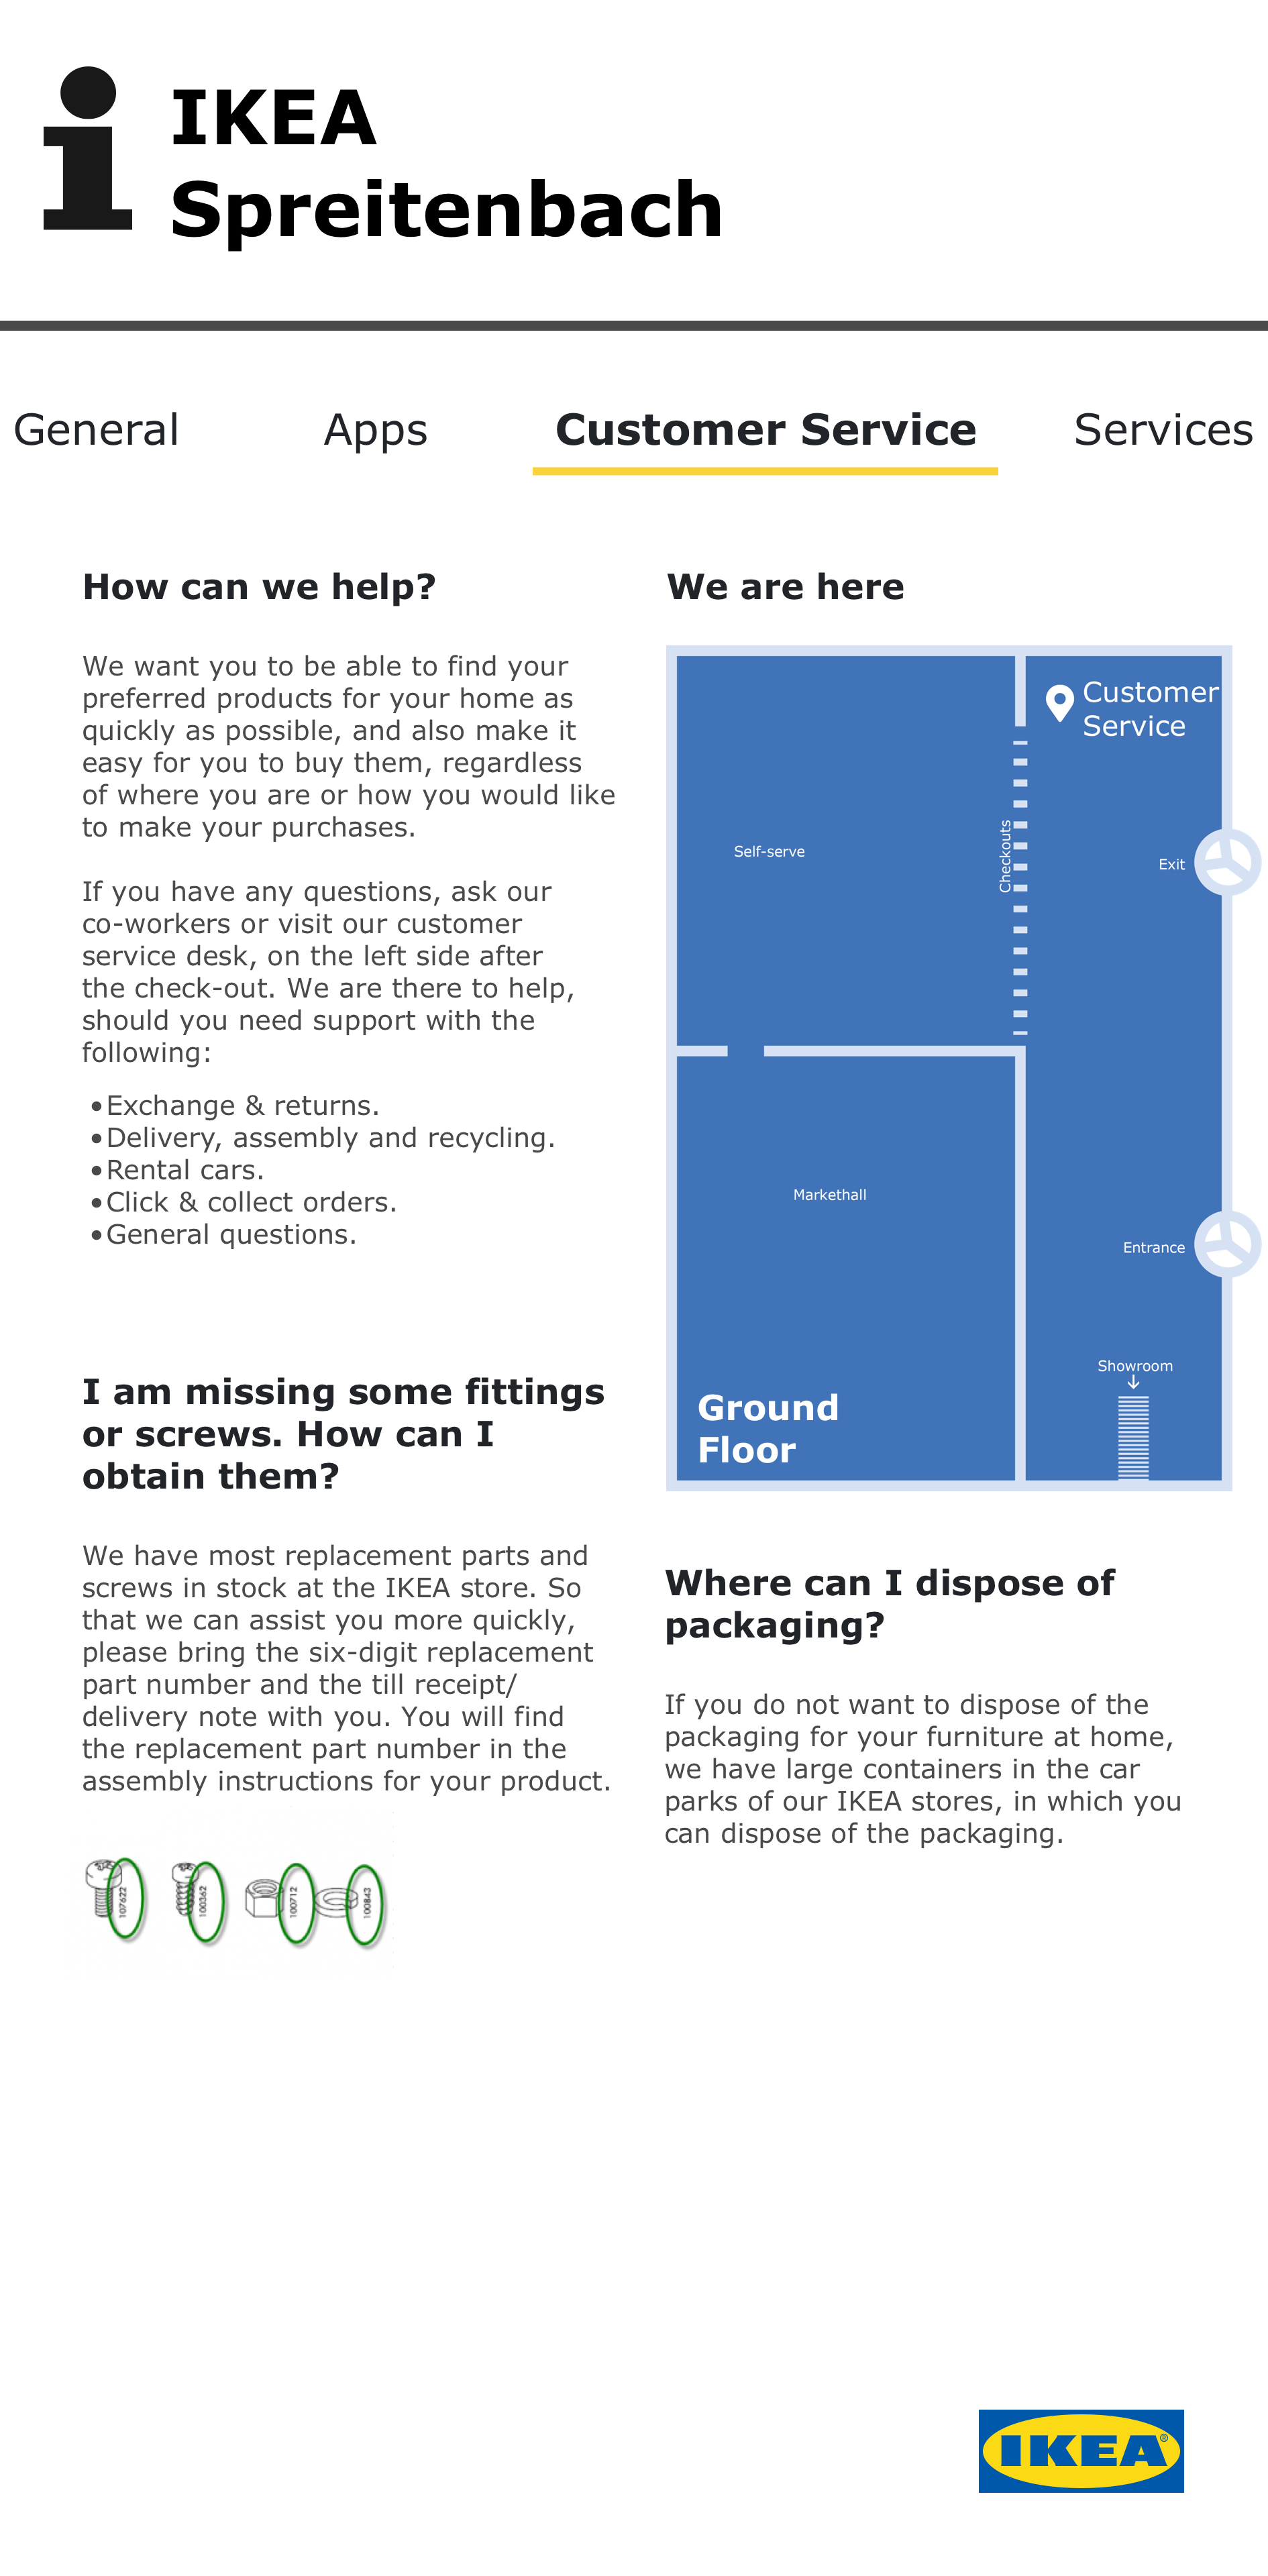 IKEA
Spreitenbach
General
Apps
Customer Service
Services
How can we help?
We want you to be able to find your
preferred products for your home as
quickly as possible, and also make it
easy for you to buy them, regardless
of where you are or how you would like
to make your purchases.
If you have any questions, ask our
co-workers or visit our customer
service desk, on the left side after
the check-out. We are there to help,
should you need support with the
following:
•Exchange & returns.
•Delivery, assembly and recycling.
•Rental cars.
•Click & collect orders.
•General questions.
I am missing some fittings
or screws. How can I
obtain them?
We have most replacement parts and
screws in stock at the IKEA store. So
that we can assist you more quickly,
please bring the six-digit replacement
part number and the till receipt/
delivery note with you. You will find
the replacement part number in the
assembly instructions for your product.
107622
100362
100712
100843
We are here
Customer
Service
Self-serve
Checkouts
Exit
Markethall
Entrance
Showroom
Ground
Floor
Where can I dispose of
packaging?
If you do not want to dispose of the
packaging for your furniture at home,
we have large containers in the car
parks of our IKEA stores, in which you
can dispose of the packaging.
IKEA®